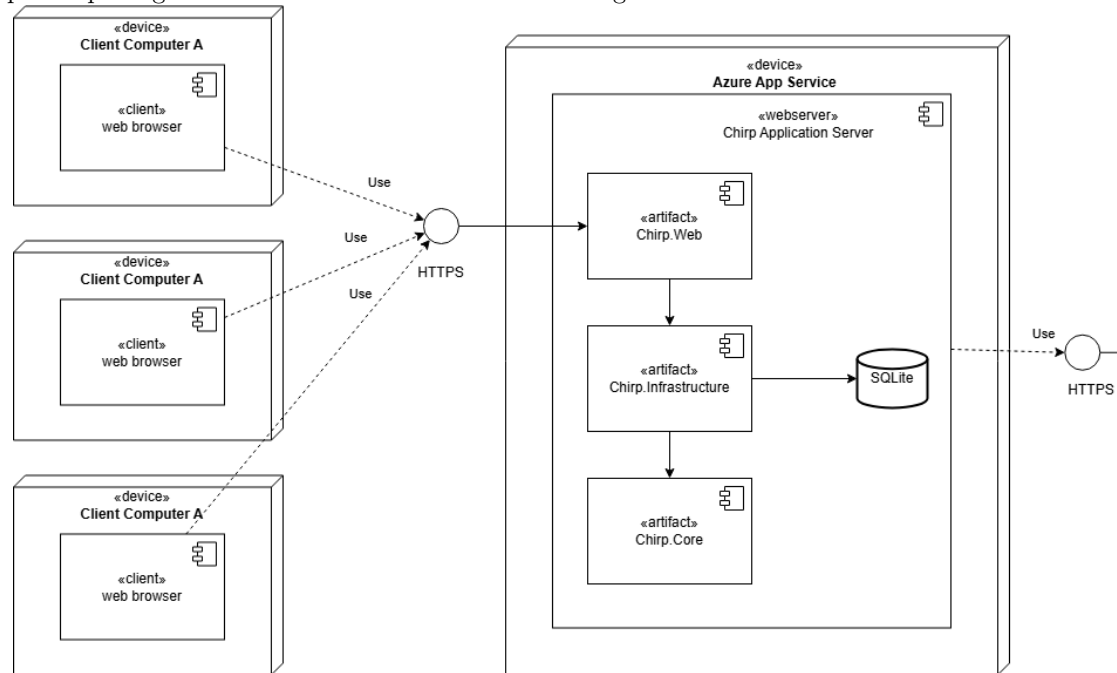 «device»
Client Computer A
«client»
web browser
«device»
Client Computer A
«client»
web browser
«device»
Client Computer A
«client»
web browser
Use
Use
Use
HTTPS
«device»
Azure App Service
«webserver»
Chirp Application Server
«artifact»
Chirp.Web
«artifact»
Chirp.Infrastructure
SQLite
«artifact»
Chirp.Core
Use
HTTPS